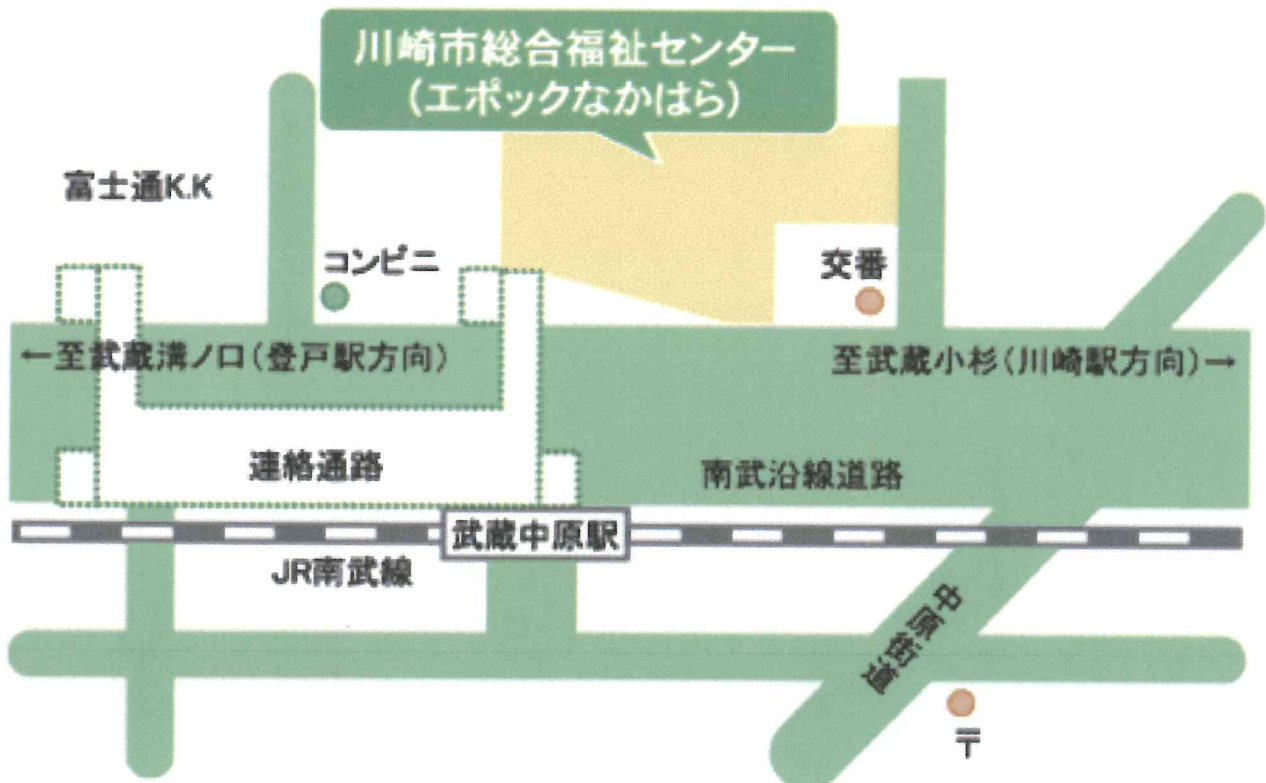 川崎市総合福祉センター
(エポックなかはら)
富士通K.K
コンビニ
交番
←至武蔵溝ノ口(登戸駅方向)
至武蔵小杉(川崎駅方向)→
連絡通路
南武沿線道路
武蔵中原駅
JR南武線
中原街道
〒